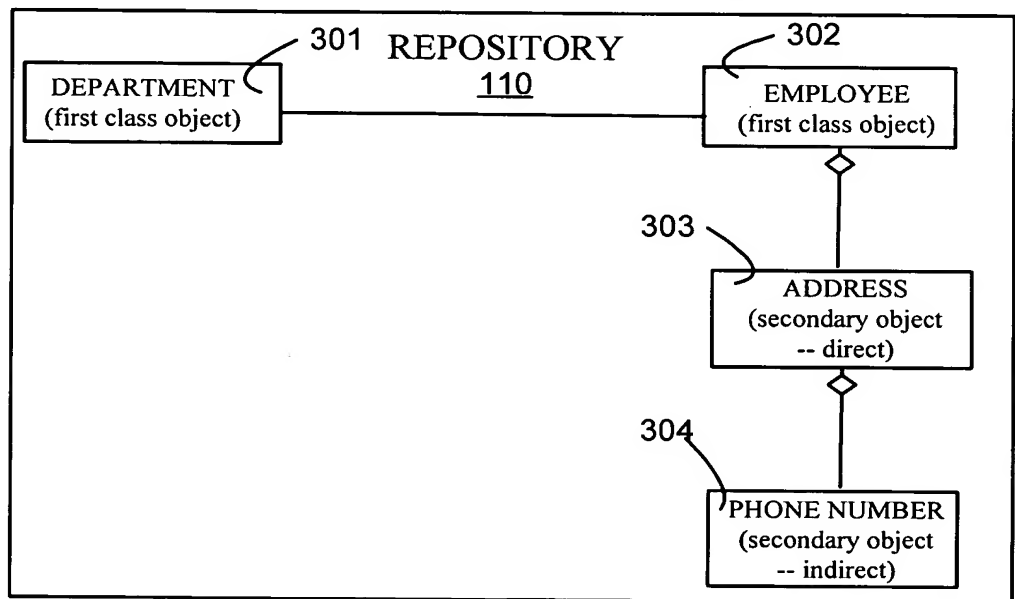 301
REPOSITORY
110
302
DEPARTMENT
(first class object)
EMPLOYEE
(first class object)
303
ADDRESS
(secondary object
-- direct)
304
PHONE NUMBER
(secondary object
-- indirect)